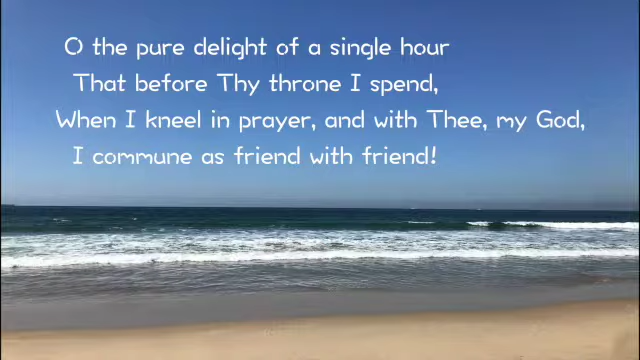 O the pure delight of a single hour
That before Thy throne I spend,
When I kneel in prayer, and with Thee, my God,
I commune as friend with friend!